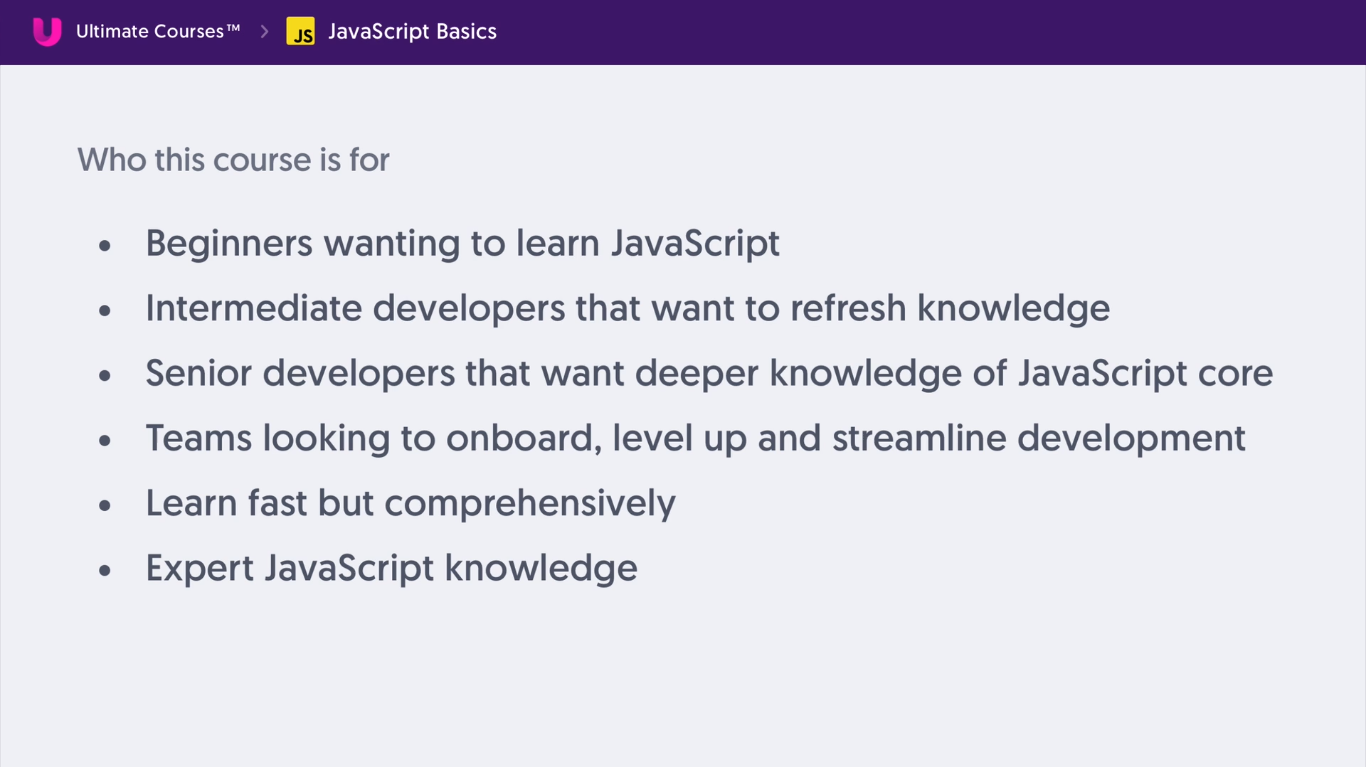 Ultimate Courses™ > JS JavaScript Basics
Who this course is for
• Beginners wanting to learn JavaScript
• Intermediate developers that want to refresh knowledge
• Senior developers that want deeper knowledge of JavaScript core
• Teams looking to onboard, level up and streamline development
• Learn fast but comprehensively
• Expert JavaScript knowledge